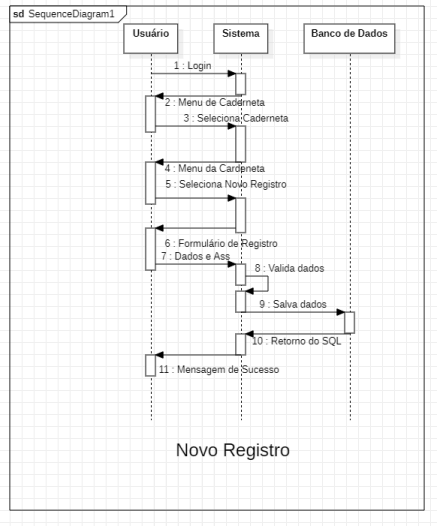 sd SequenceDiagram1
Usuário
Sistema
Banco de Dados
1 : Login
2 : Menu de Caderneta
3 : Seleciona Caderneta
4 : Menu da Cardeneta
5 : Seleciona Novo Registro
6 : Formulário de Registro
7 : Dados e Ass
8 : Valida dados
9 : Salva dados
10 : Retorno do SQL
11 : Mensagem de Sucesso
Novo Registro